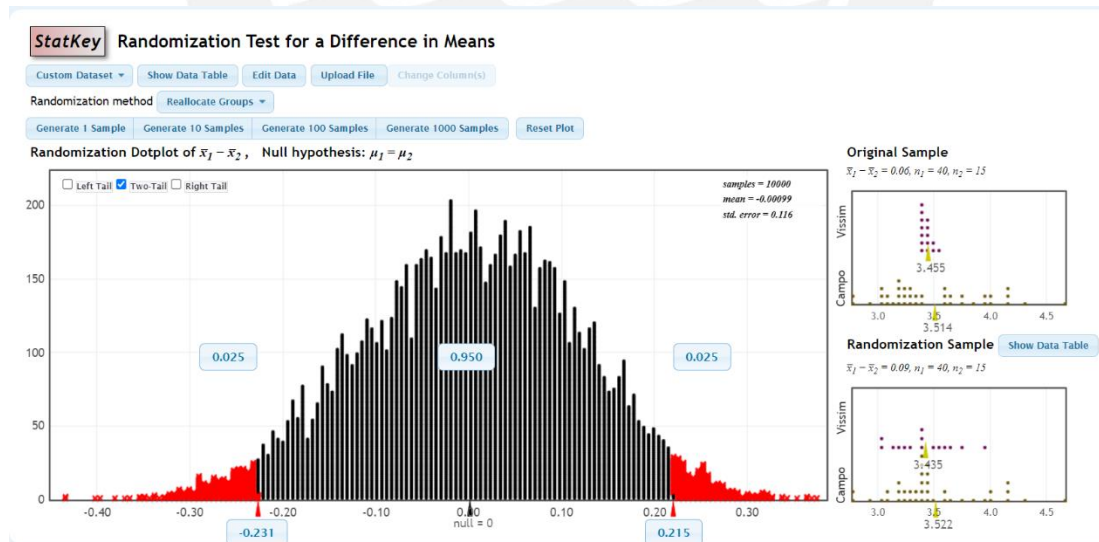 StatKey Randomization Test for a Difference in Means
Custom Dataset Show Data Table Edit Data Upload File Change Column(s)
Randomization method Reallocate Groups
Generate 1 Sample Generate 10 Samples Generate 100 Samples Generate 1000 Samples Reset Plot
Randomization Dotplot of x̄₁ − x̄₂ , Null hypothesis: μ₁ = μ₂
Left Tail Two-Tail Right Tail
samples = 10000
mean = -0.00099
std. error = 0.116
200
150
100
50
0
0.025 0.950 0.025
-0.40 -0.30 -0.20 -0.10 0.00 0.10 0.20 0.30
null = 0
-0.231 0.215
Original Sample
x̄₁ − x̄₂ = 0.06, n₁ = 40, n₂ = 15
Vissim
3.455
Campo
3.0 3.5 4.0 4.5
3.514
Randomization Sample Show Data Table
x̄₁ − x̄₂ = 0.09, n₁ = 40, n₂ = 15
Vissim
3.435
Campo
3.0 3.5 4.0 4.5
3.522